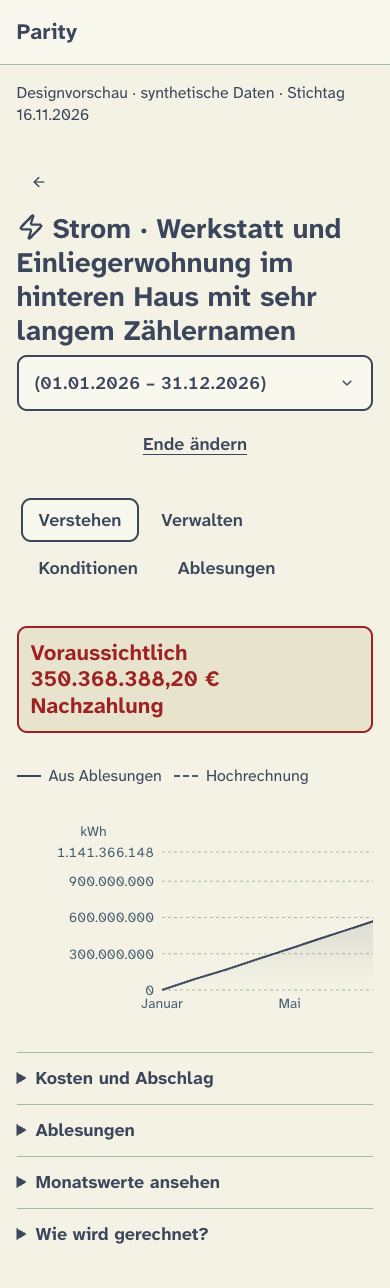 Parity
Designvorschau · synthetische Daten · Stichtag
16.11.2026
←
Strom · Werkstatt und
Einliegerwohnung im
hinteren Haus mit sehr
langem Zählernamen
(01.01.2026 – 31.12.2026)
Ende ändern
Verstehen Verwalten
Konditionen Ablesungen
Voraussichtlich
350.368.388,20 €
Nachzahlung
Aus Ablesungen Hochrechnung
kWh
1.141.366.148
900.000.000
600.000.000
300.000.000
0
Januar Mai
Kosten und Abschlag
Ablesungen
Monatswerte ansehen
Wie wird gerechnet?